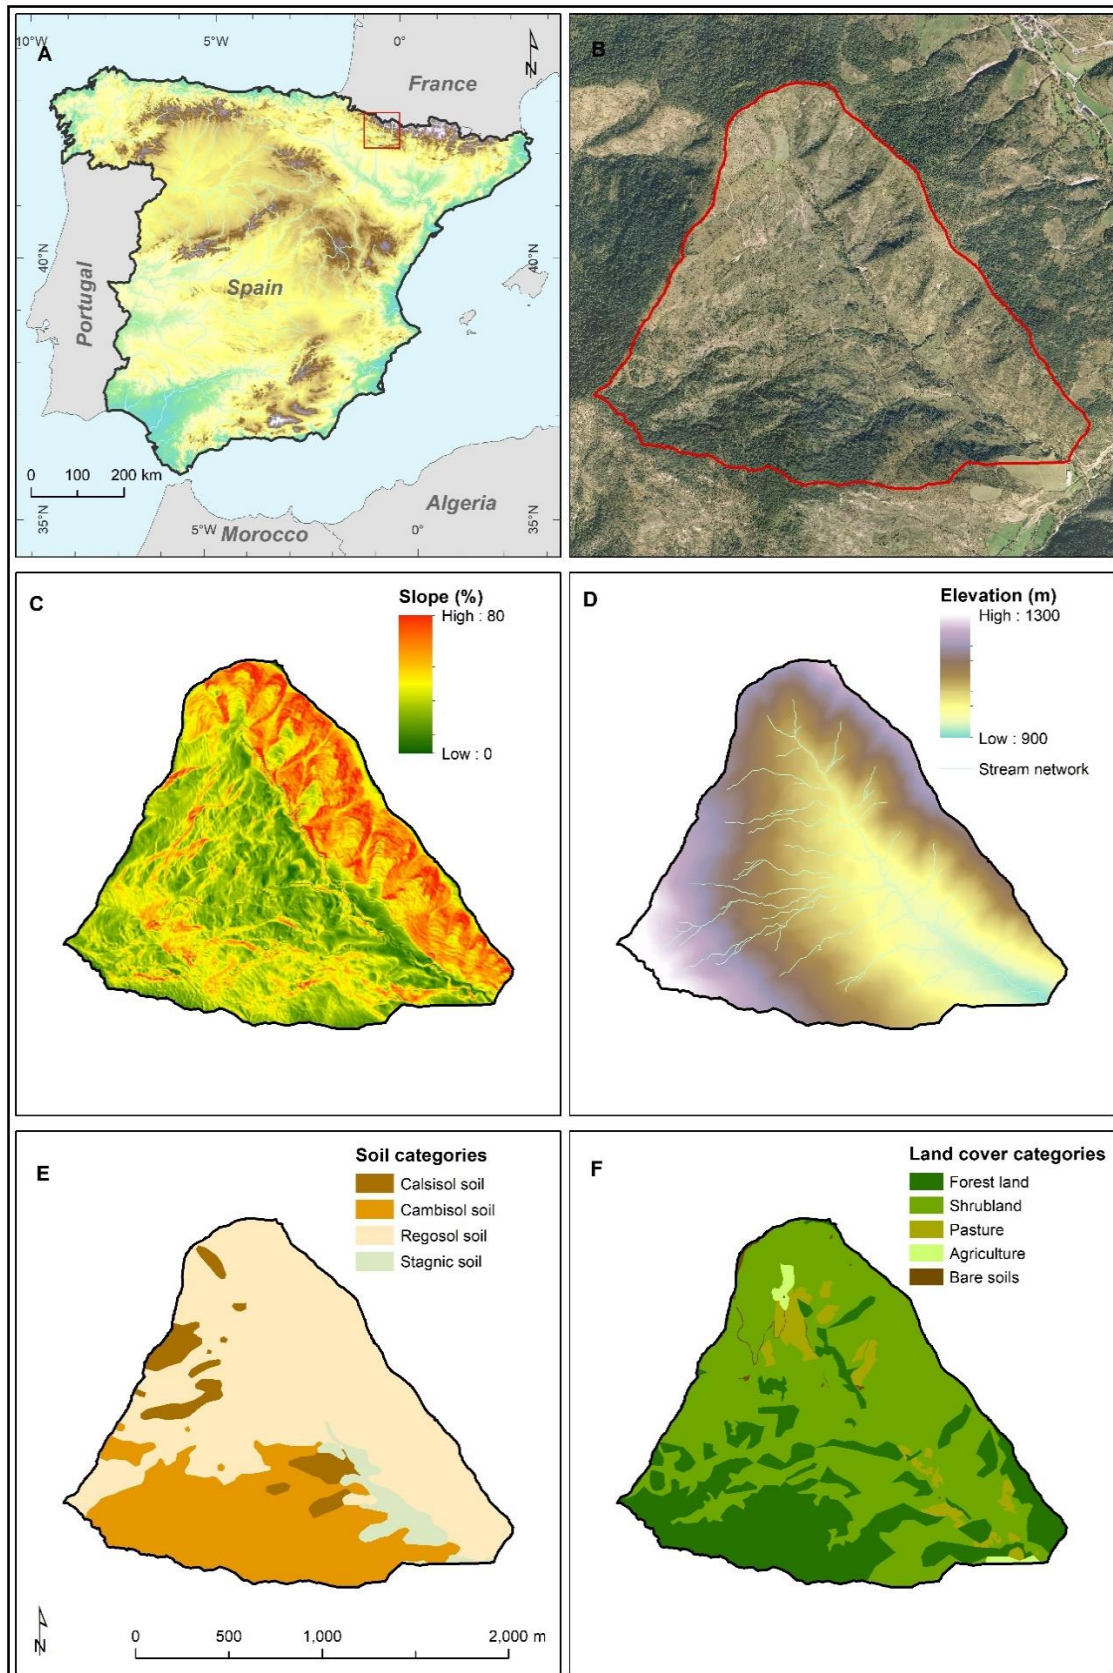 10°W
5°W
0°
A
N
France
40°N
Portugal
Spain
40°N
0
100
200 km
35°N
5°W
Morocco
Algeria
0°
35°N
B
C
Slope (%)
High : 80
Low : 0
D
Elevation (m)
High : 1300
Low : 900
Stream network
E
Soil categories
Calsisol soil
Cambisol soil
Regosol soil
Stagnic soil
N
0
500
1,000
2,000 m
F
Land cover categories
Forest land
Shrubland
Pasture
Agriculture
Bare soils